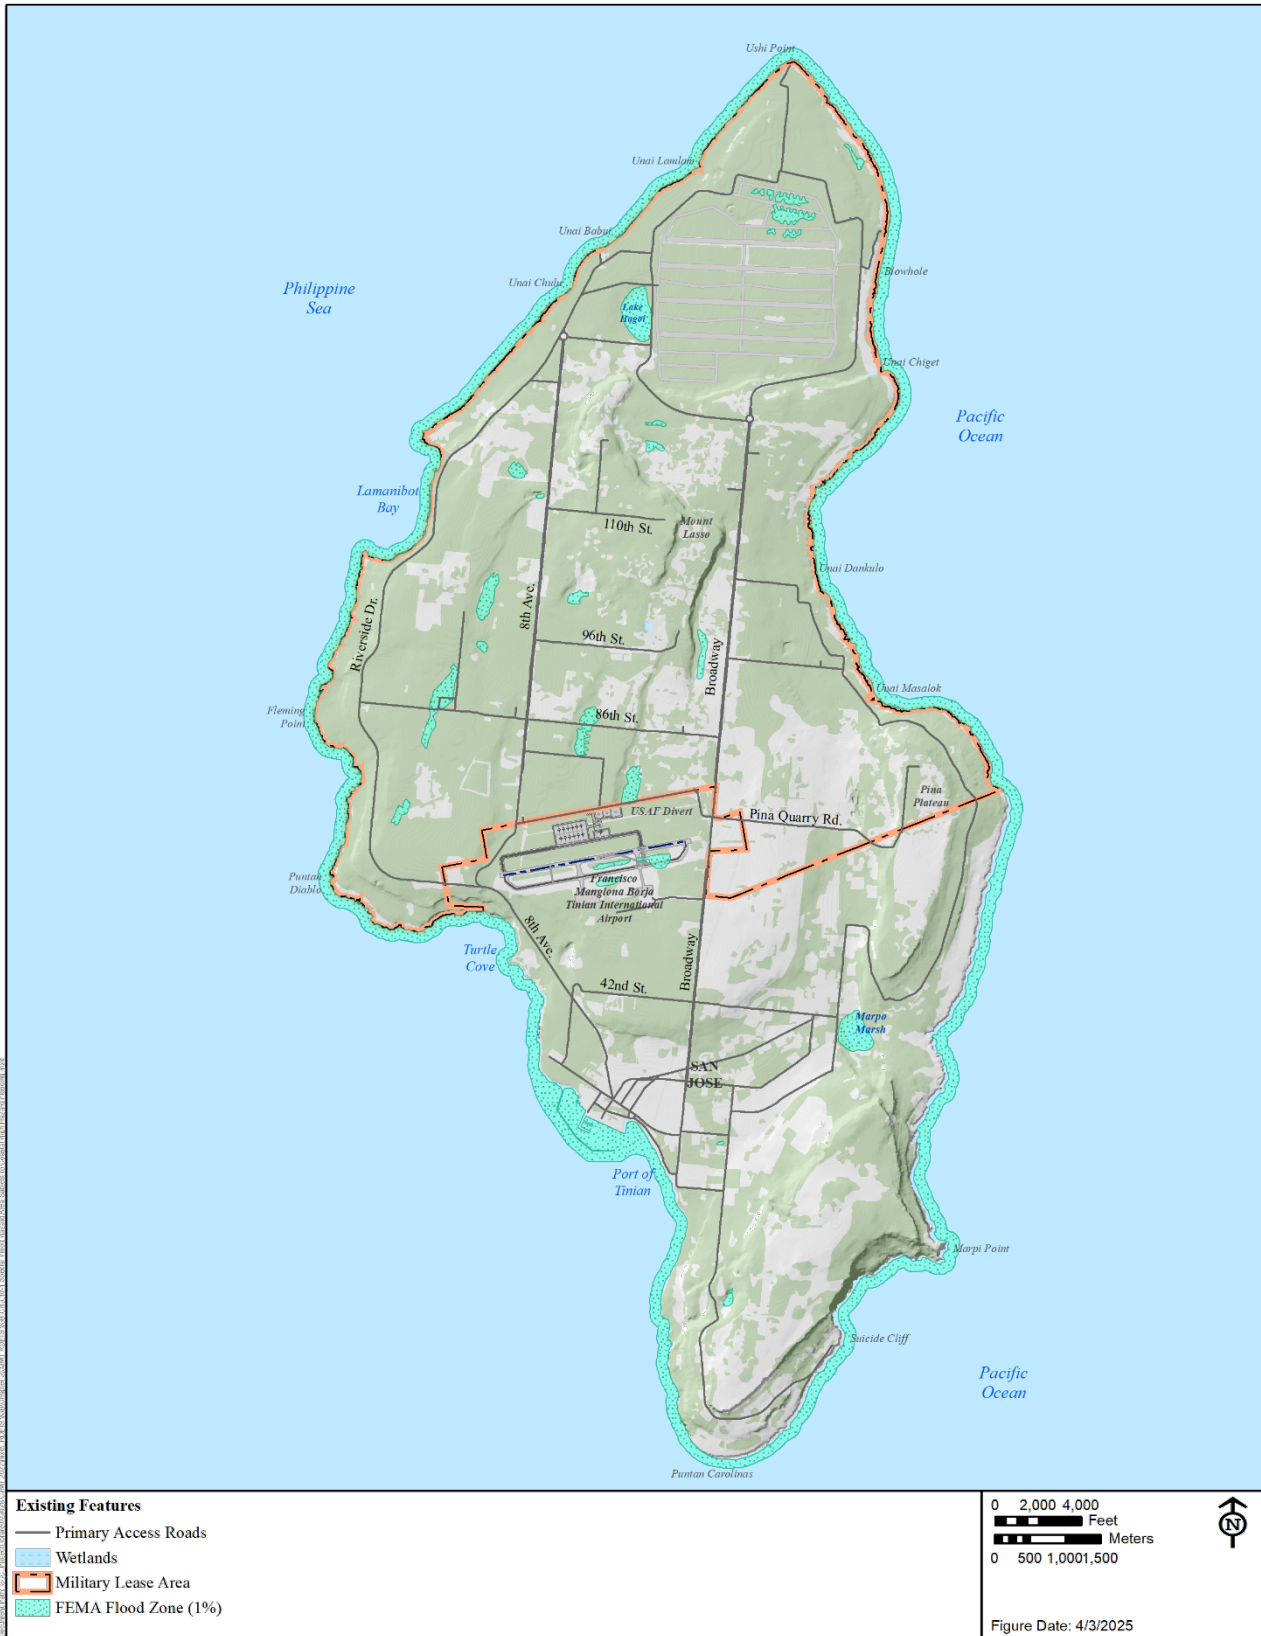 Ushi Point
Unai Lamlam
Unai Babui
Philippine
Sea
Unai Chulu
Blowhole
Lake
Hagoi
Unai Chiget
Pacific
Ocean
Lamanibot
Bay
110th St.
Mount
Lasso
Unai Dankulo
8th Ave.
Riverside Dr.
96th St.
Broadway
Unai Masalok
Fleming
Point
86th St.
Pina
Plateau
USAF Divert
Pina Quarry Rd.
Puntan
Diablo
Francisco
Manglona Borja
Tinian International
Airport
Turtle
Cove
8th Ave.
Broadway
42nd St.
Marpo
Marsh
SAN
JOSE
Port of
Tinian
Marpi Point
Suicide Cliff
Pacific
Ocean
Puntan Carolinas
Existing Features
Primary Access Roads
Wetlands
Military Lease Area
FEMA Flood Zone (1%)
0 2,000 4,000
Feet
Meters
0 500 1,0001,500
N
Figure Date: 4/3/2025